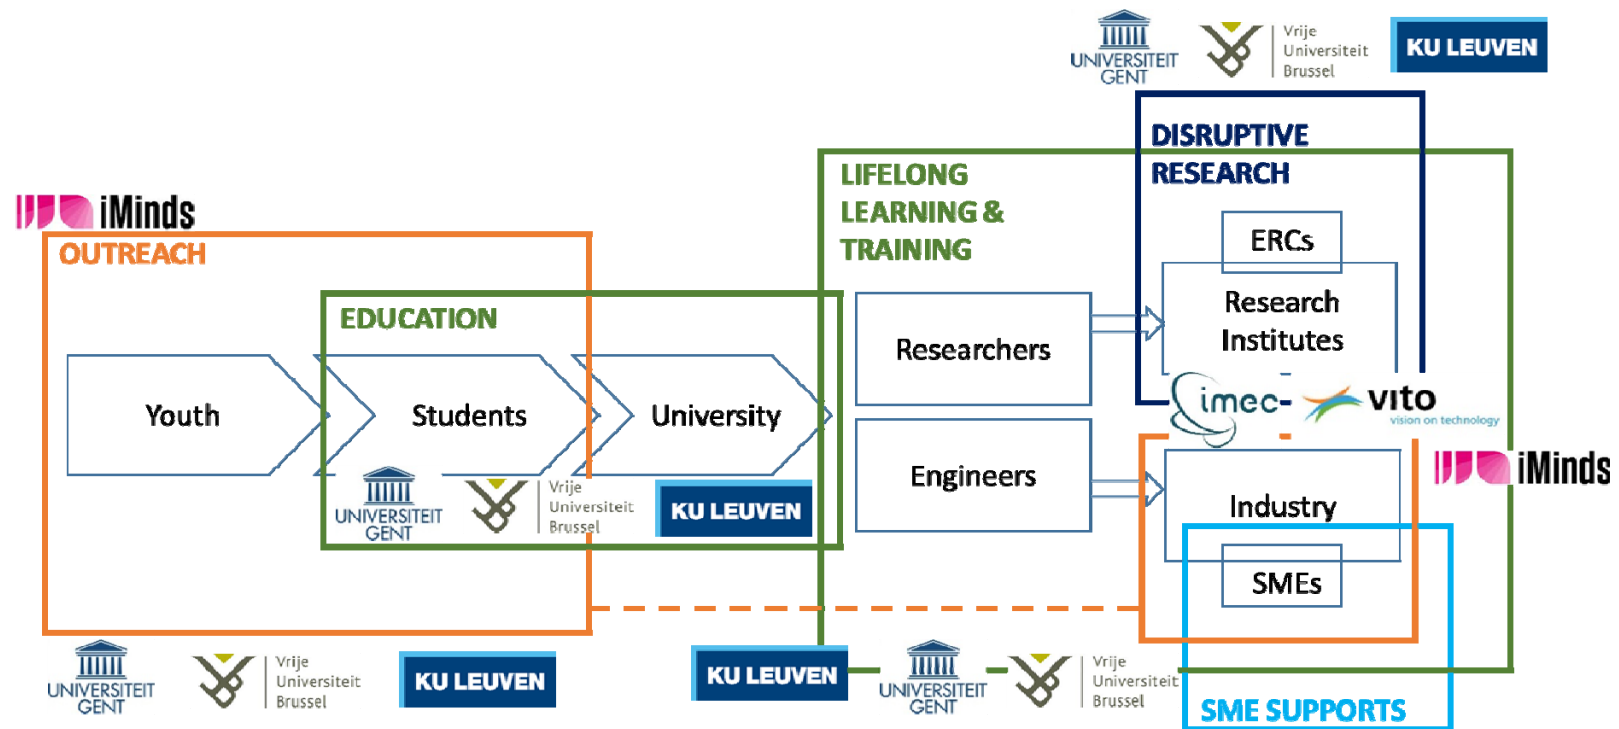 UNIVERSITEIT
GENT
Vrije
Universiteit
Brussel
KU LEUVEN
DISRUPTIVE
RESEARCH
LIFELONG
LEARNING &
TRAINING
iMinds
OUTREACH
ERCs
EDUCATION
Research
Institutes
Researchers
Youth
Students
University
imec
vito
vision on technology
Engineers
iMinds
Industry
UNIVERSITEIT
GENT
Vrije
Universiteit
Brussel
KU LEUVEN
SMEs
UNIVERSITEIT
GENT
Vrije
Universiteit
Brussel
KU LEUVEN
KU LEUVEN
UNIVERSITEIT
GENT
Vrije
Universiteit
Brussel
SME SUPPORTS